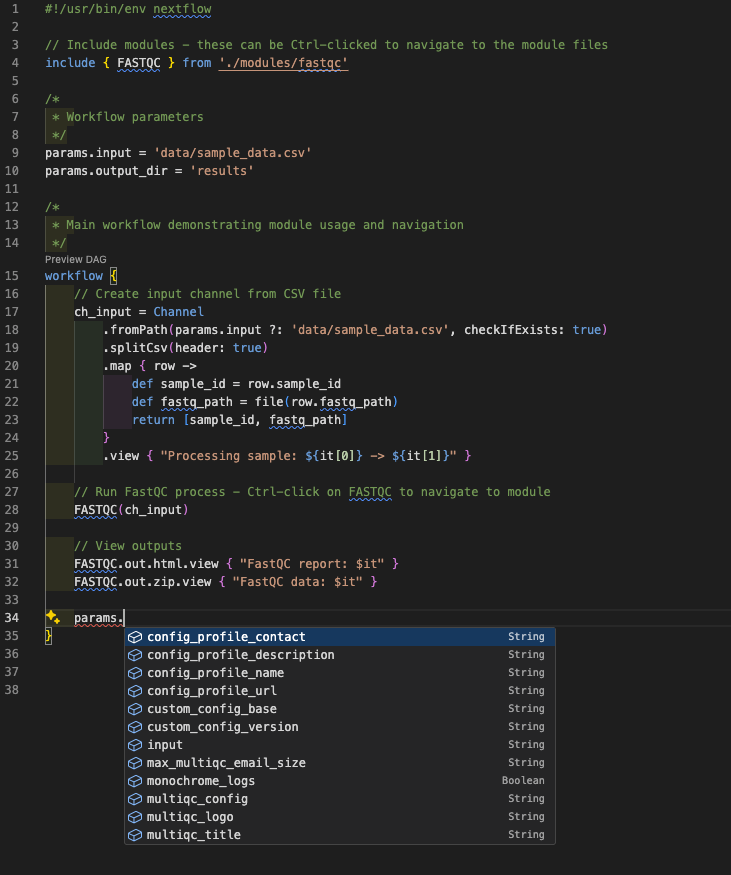 1 #!/usr/bin/env nextflow
2
3 // Include modules - these can be Ctrl-clicked to navigate to the module files
4 include { FASTQC } from './modules/fastqc'
5
6 /*
7  * Workflow parameters
8  */
9 params.input = 'data/sample_data.csv'
10 params.output_dir = 'results'
11
12 /*
13  * Main workflow demonstrating module usage and navigation
14  */
Preview DAG
15 workflow {
16     // Create input channel from CSV file
17     ch_input = Channel
18         .fromPath(params.input ?: 'data/sample_data.csv', checkIfExists: true)
19         .splitCsv(header: true)
20         .map { row ->
21             def sample_id = row.sample_id
22             def fastq_path = file(row.fastq_path)
23             return [sample_id, fastq_path]
24         }
25         .view { "Processing sample: ${it[0]} -> ${it[1]}" }
26
27     // Run FastQC process - Ctrl-click on FASTQC to navigate to module
28     FASTQC(ch_input)
29
30     // View outputs
31     FASTQC.out.html.view { "FastQC report: $it" }
32     FASTQC.out.zip.view { "FastQC data: $it" }
33
34     params.
35 }
config_profile_contact String
config_profile_description String
36
config_profile_name String
37
config_profile_url String
38
custom_config_base String
custom_config_version String
input String
max_multiqc_email_size String
monochrome_logs Boolean
multiqc_config String
multiqc_logo String
multiqc_title String